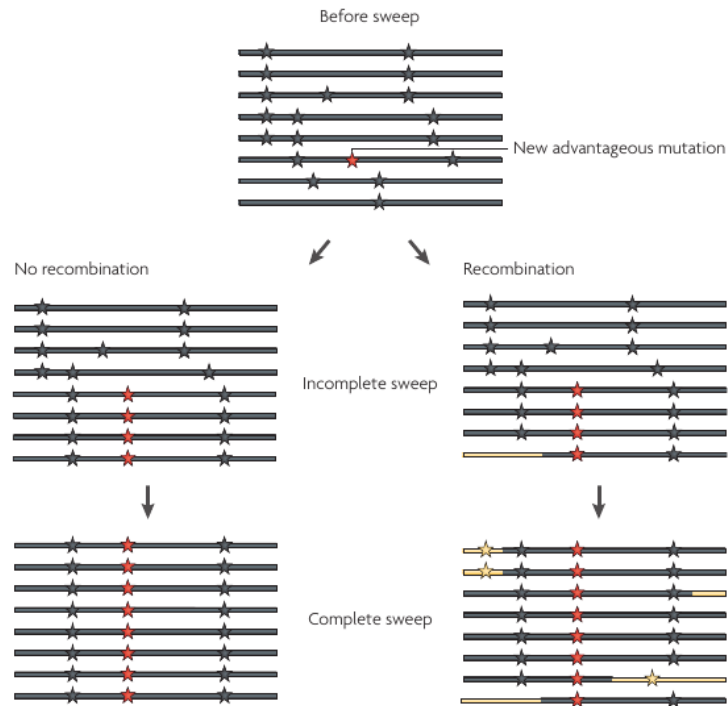 Before sweep
New advantageous mutation
No recombination
Recombination
Incomplete sweep
Complete sweep